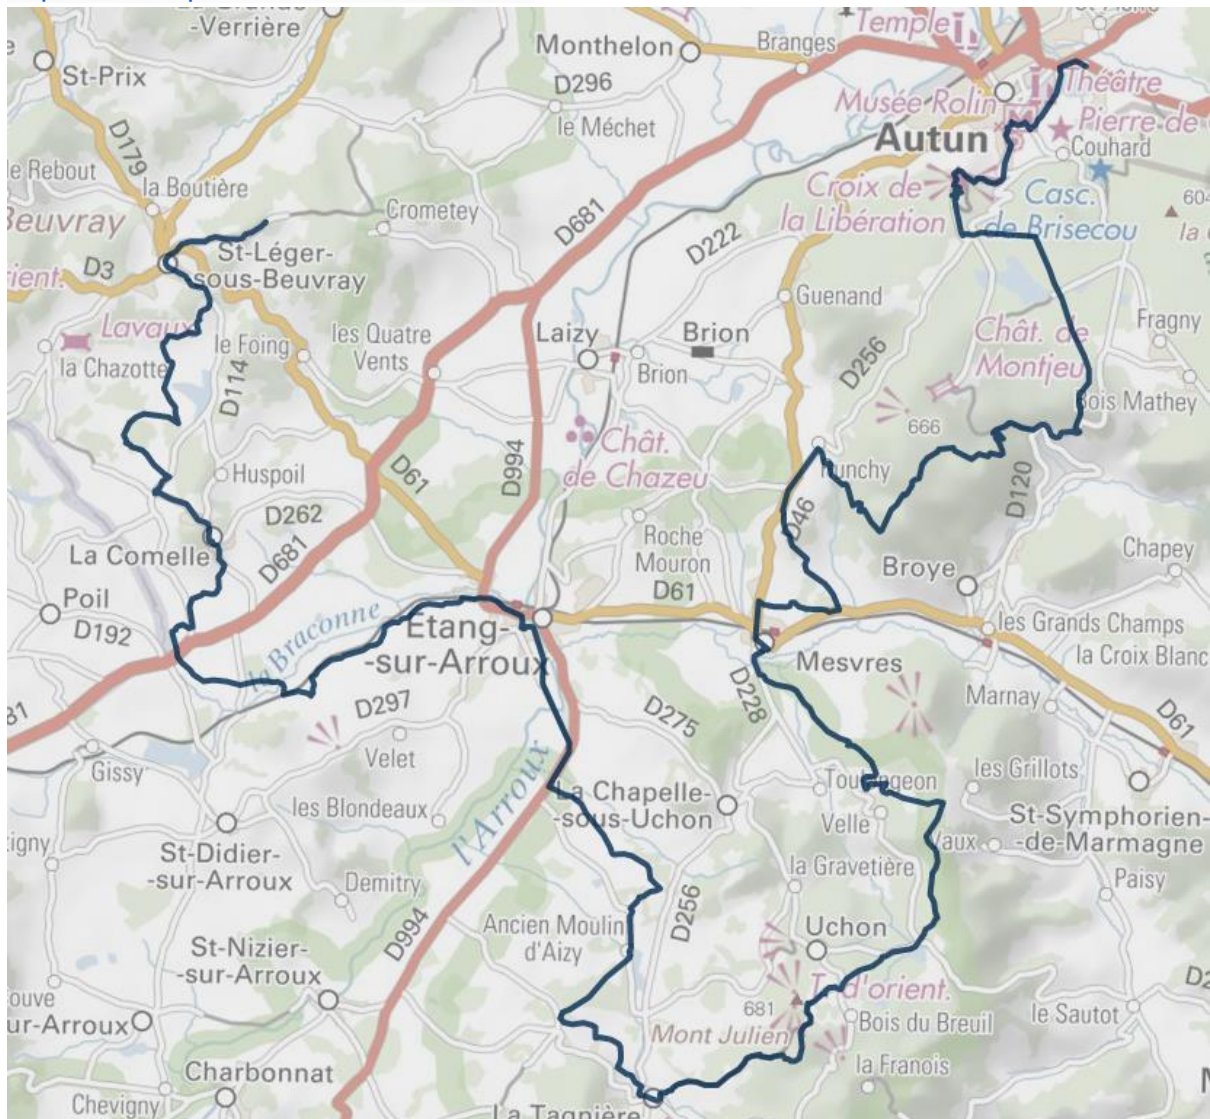 -Verrière
St-Prix
Monthelon
Branges
Temple
D296
le Méchet
Musée Rolin
Théâtre
Autun
Pierre de
Couhard
D179
le Rebout
la Boutière
Beuvray
Crometey
D681
Croix de
la Libération
Casc.
de Brisecou
604
D222
D3
St-Léger-
-sous-Beuvray
orient.
Guenand
Lavaux
la Chazotte
le Foing
les Quatre
Vents
Laizy
Brion
Brion
Fragny
D114
D256
Chât. de
Montjeu
Bois Mathey
666
Huspoil
D61
D994
Chât.
de Chazeu
Runchy
D120
D262
D46
La Comelle
D681
Roche
Mouron
Broye
Chapey
Poil
D192
la Braconne
D61
Etang-
-sur-Arroux
les Grands Champs
la Croix Blanc
Mesvres
D228
Marnay
D61
D297
Velet
D275
Gissy
l'Arroux
les Grillots
La Chapelle-
-sous-Uchon
les Blondeaux
Velle
St-Symphorien-
-de-Marmagne
Vaux
St-Didier-
-sur-Arroux
la Gravetière
Demitry
Paisy
D256
D994
Ancien Moulin
d'Aizy
Uchon
St-Nizier-
-sur-Arroux
T. d'orient.
681
Bois du Breuil
le Sautot
ur-Arroux
Mont Julien
la Franois
Charbonnat
Chevigny
La Tagnière